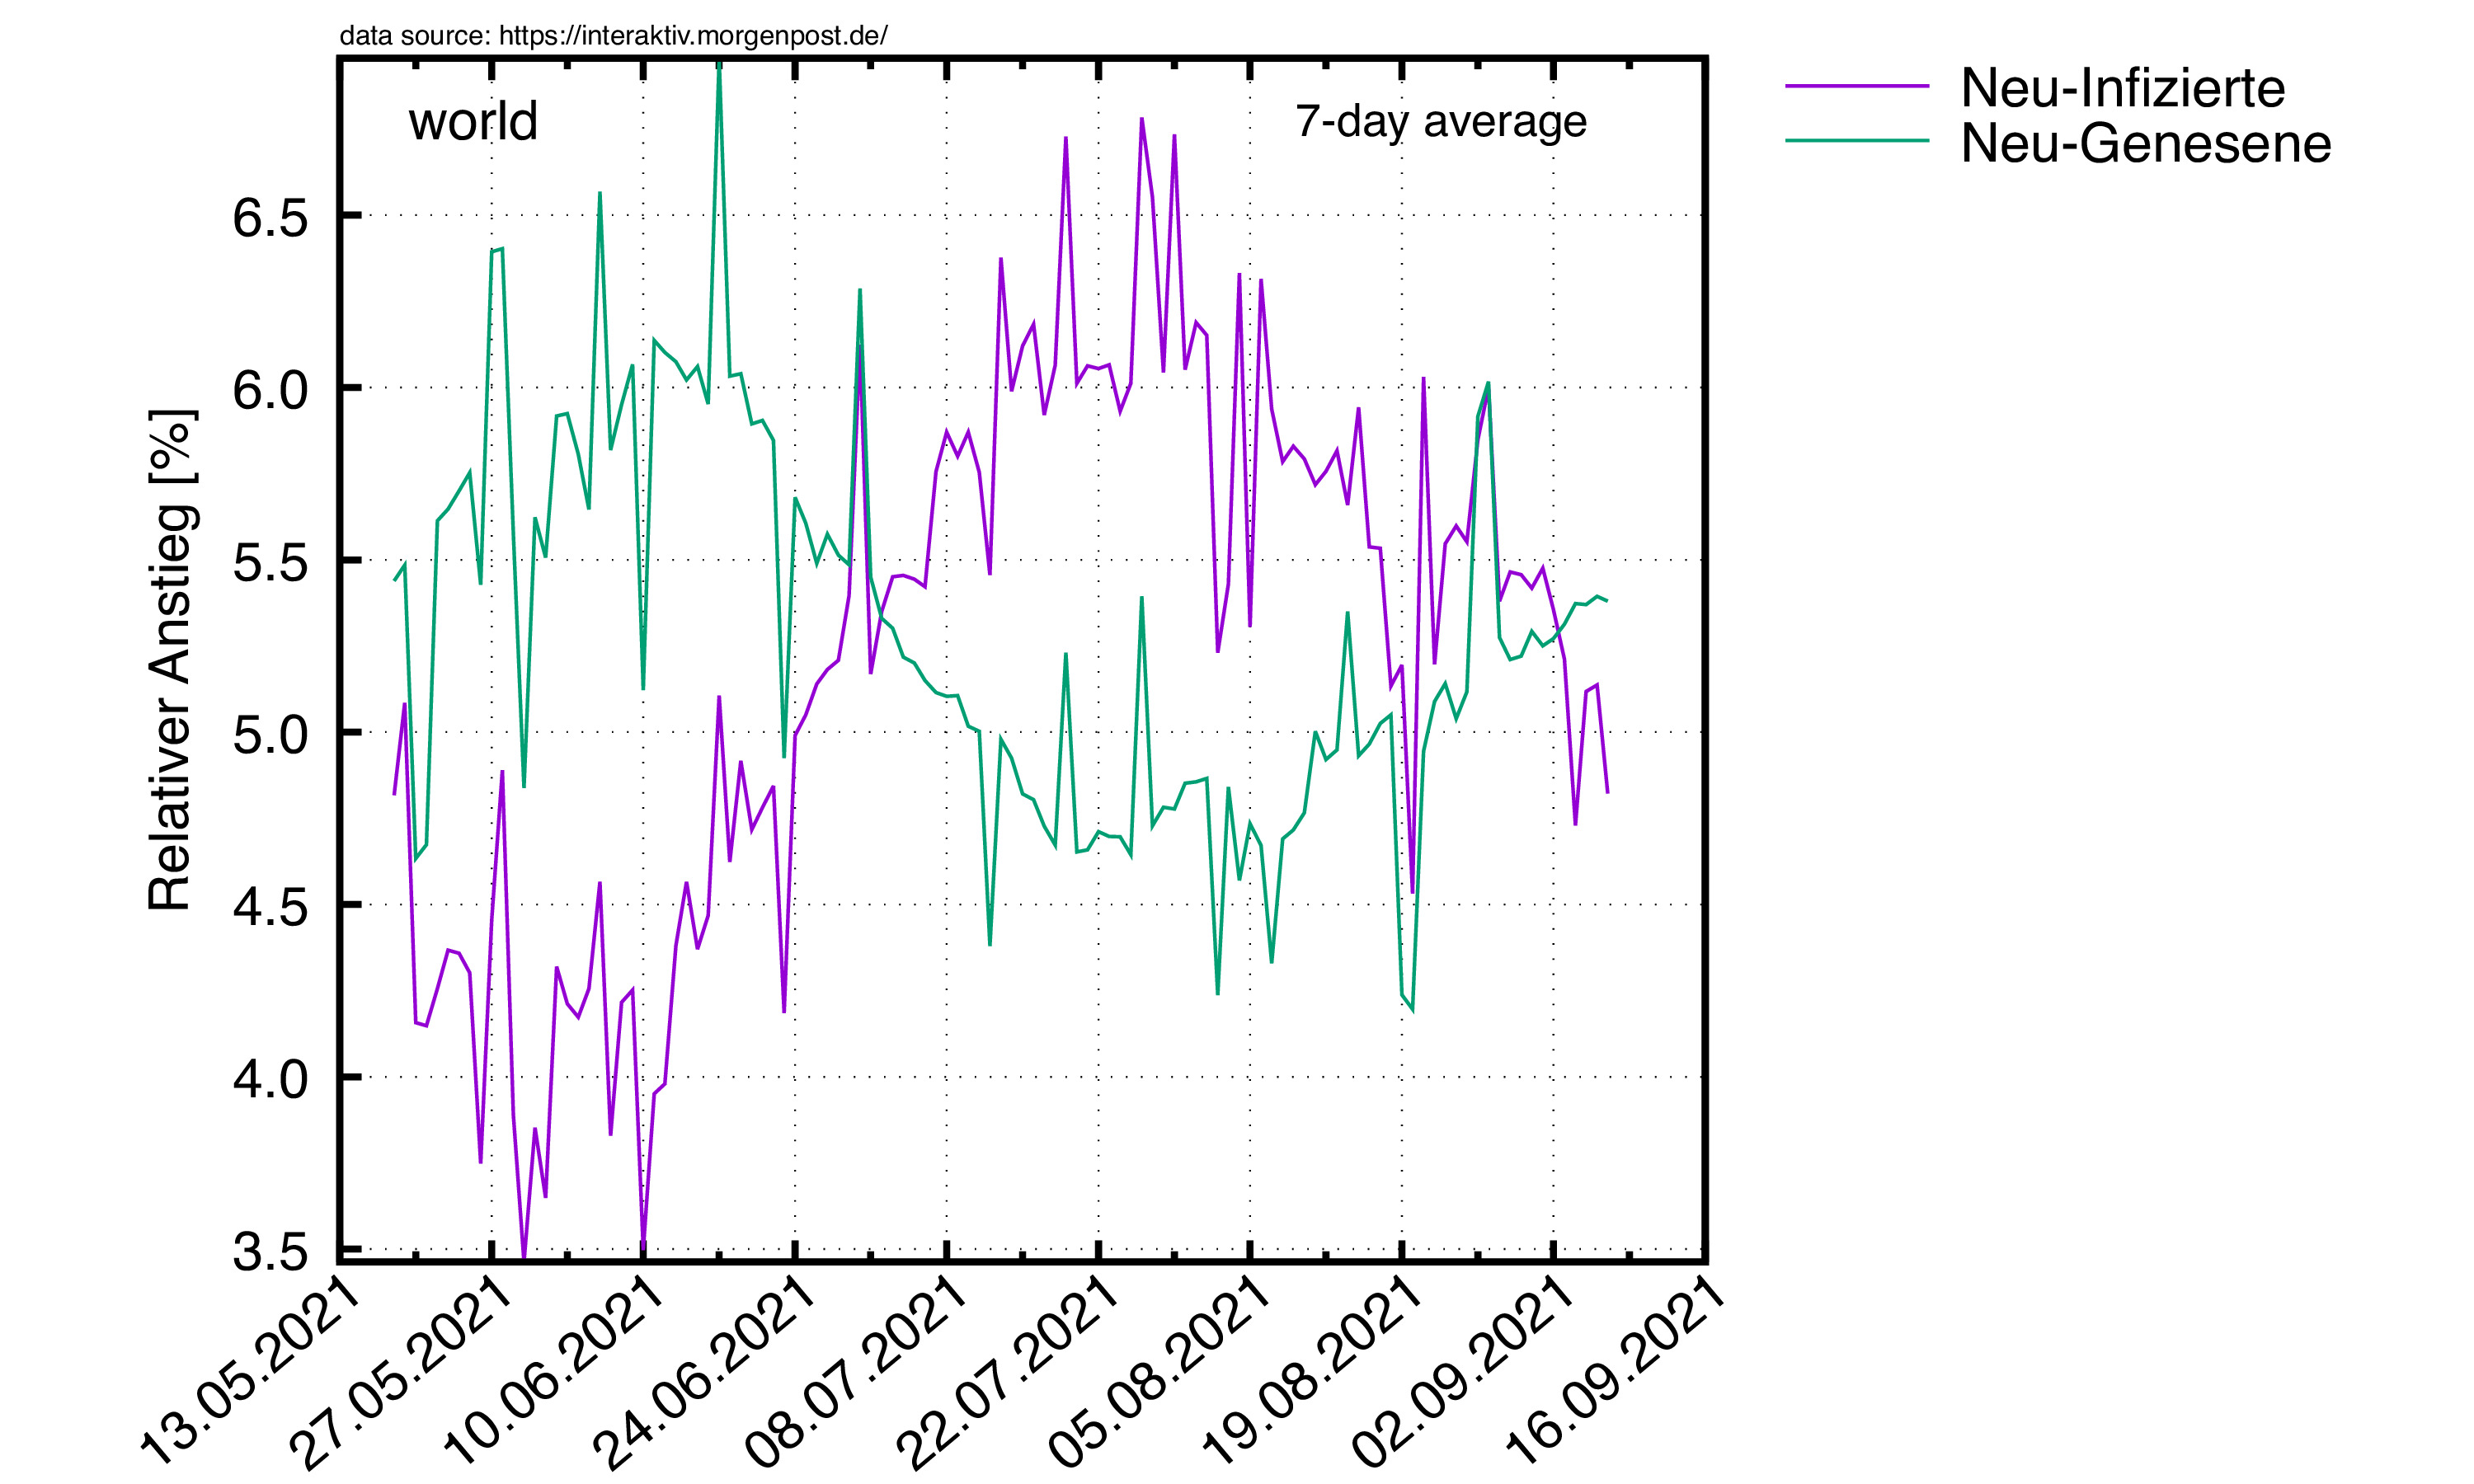 data source: https://interaktiv.morgenpost.de/
world
7-day average
Neu-Infizierte
Neu-Genesene
Relativer Anstieg [%]
6.5
6.0
5.5
5.0
4.5
4.0
3.5
13.05.2021
27.05.2021
10.06.2021
24.06.2021
08.07.2021
22.07.2021
05.08.2021
19.08.2021
02.09.2021
16.09.2021